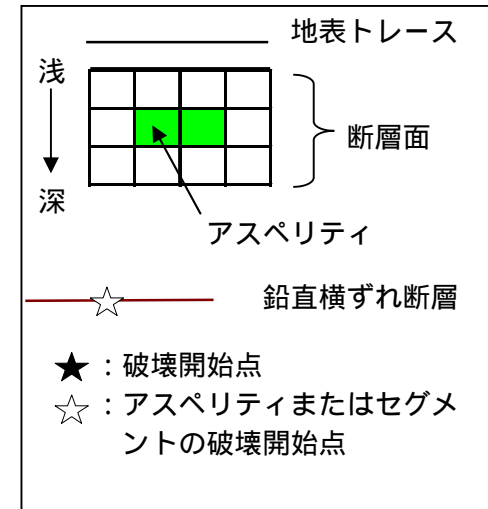 地表トレース
浅
断層面
深
アスペリティ
鉛直横ずれ断層
★：破壊開始点
☆：アスペリティまたはセグメ
ントの破壊開始点